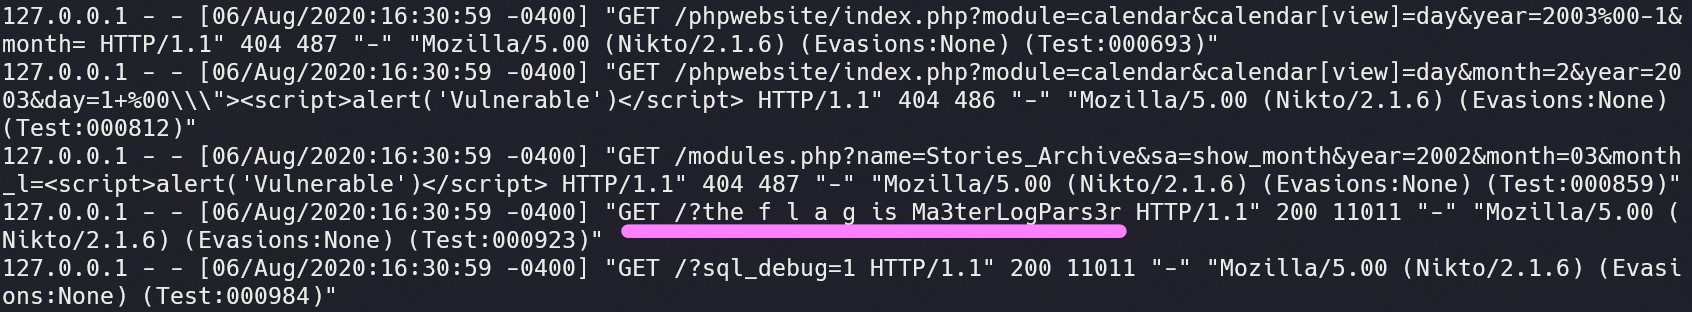 127.0.0.1 - - [06/Aug/2020:16:30:59 -0400] "GET /phpwebsite/index.php?module=calendar&calendar[view]=day&year=2003%00-1&
month= HTTP/1.1" 404 487 "-" "Mozilla/5.00 (Nikto/2.1.6) (Evasions:None) (Test:000693)"
127.0.0.1 - - [06/Aug/2020:16:30:59 -0400] "GET /phpwebsite/index.php?module=calendar&calendar[view]=day&month=2&year=20
03&day=1+%00\\\"><script>alert('Vulnerable')</script> HTTP/1.1" 404 486 "-" "Mozilla/5.00 (Nikto/2.1.6) (Evasions:None)
(Test:000812)"
127.0.0.1 - - [06/Aug/2020:16:30:59 -0400] "GET /modules.php?name=Stories_Archive&sa=show_month&year=2002&month=03&month
_l=<script>alert('Vulnerable')</script> HTTP/1.1" 404 487 "-" "Mozilla/5.00 (Nikto/2.1.6) (Evasions:None) (Test:000859)"
127.0.0.1 - - [06/Aug/2020:16:30:59 -0400] "GET /?the f l a g is Ma3terLogPars3r HTTP/1.1" 200 11011 "-" "Mozilla/5.00 (
Nikto/2.1.6) (Evasions:None) (Test:000923)"
127.0.0.1 - - [06/Aug/2020:16:30:59 -0400] "GET /?sql_debug=1 HTTP/1.1" 200 11011 "-" "Mozilla/5.00 (Nikto/2.1.6) (Evasi
ons:None) (Test:000984)"